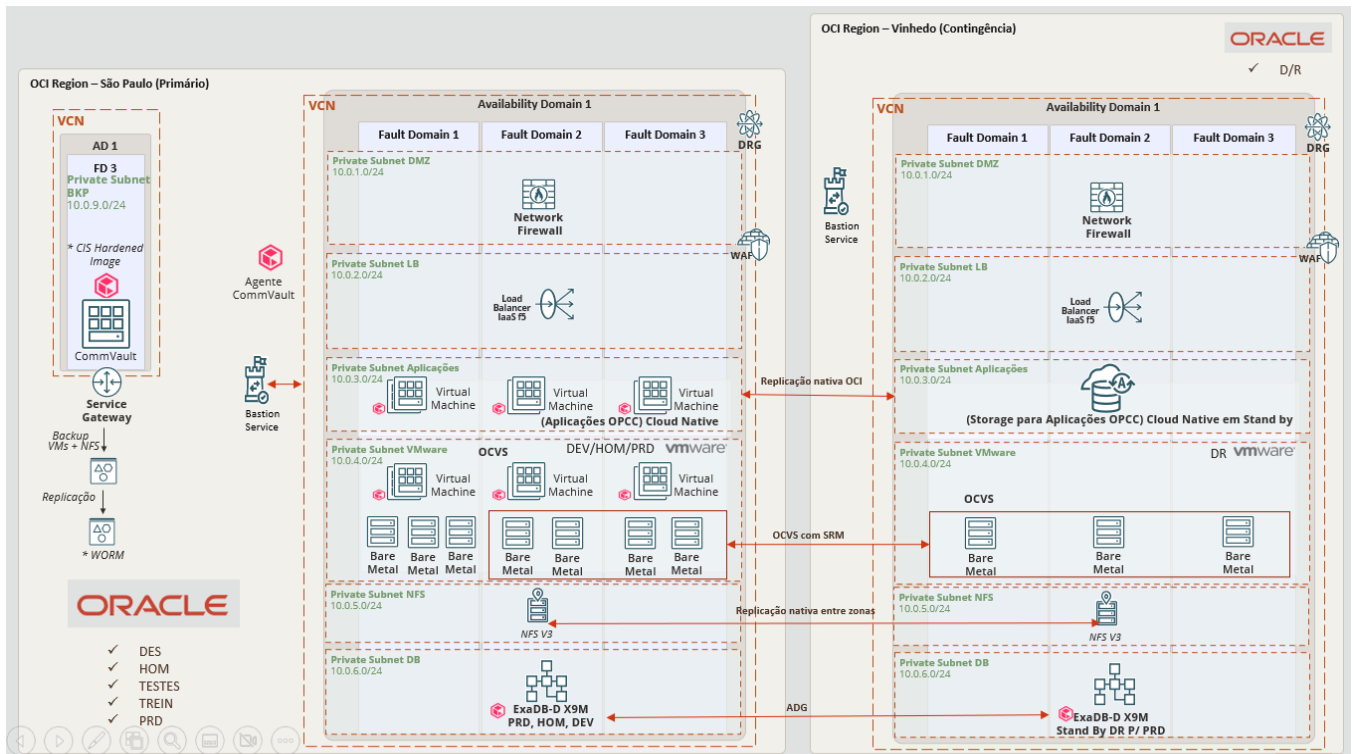 OCI Region – São Paulo (Primário)
VCN
AD 1
FD 3
Private Subnet
BKP
10.0.9.0/24
* CIS Hardened
Image
CommVault
Service
Gateway
Backup
VMs + NFS
Replicação
* WORM
ORACLE
✓ DES
✓ HOM
✓ TESTES
✓ TREIN
✓ PRD
Agente
CommVault
Bastion
Service
VCN
Availability Domain 1
Fault Domain 1
Fault Domain 2
Fault Domain 3
DRG
Private Subnet DMZ
10.0.1.0/24
Network
Firewall
WAF
Private Subnet LB
10.0.2.0/24
Load
Balancer
IaaS f5
Private Subnet Aplicações
10.0.3.0/24
Virtual
Machine
Virtual
Machine
Virtual
Machine
(Aplicações OPCC) Cloud Native
Private Subnet VMware
10.0.4.0/24
OCVS
DEV/HOM/PRD
vmware
Virtual
Machine
Virtual
Machine
Virtual
Machine
Bare
Metal
Bare
Metal
Bare
Metal
Bare
Metal
Bare
Metal
Bare
Metal
Bare
Metal
Private Subnet NFS
10.0.5.0/24
NFS V3
Private Subnet DB
10.0.6.0/24
ExaDB-D X9M
PRD, HOM, DEV
Replicação nativa OCI
OCVS com SRM
Replicação nativa entre zonas
ADG
OCI Region – Vinhedo (Contingência)
ORACLE
✓ D/R
Bastion
Service
VCN
Availability Domain 1
Fault Domain 1
Fault Domain 2
Fault Domain 3
DRG
Private Subnet DMZ
10.0.1.0/24
Network
Firewall
WAF
Private Subnet LB
10.0.2.0/24
Load
Balancer
IaaS f5
Private Subnet Aplicações
10.0.3.0/24
A
(Storage para Aplicações OPCC) Cloud Native em Stand by
Private Subnet VMware
10.0.4.0/24
DR vmware
OCVS
Bare
Metal
Bare
Metal
Bare
Metal
Private Subnet NFS
10.0.5.0/24
NFS V3
Private Subnet DB
10.0.6.0/24
ExaDB-D X9M
Stand By DR P/ PRD